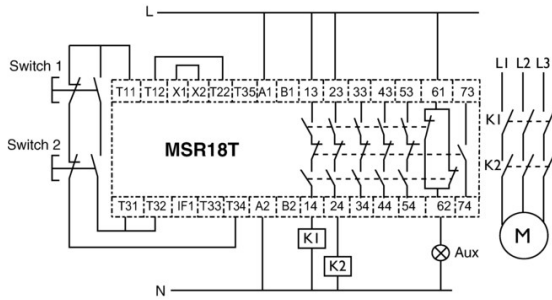 L
L1 L2 L3
Switch 1
T11 T12 X1 X2 T22 T35 A1 B1 13 23 33 43 53 61 73
K1
MSR18T
Switch 2
K2
T31 T32 IF1 T33 T34 A2 B2 14 24 34 44 54 62 74
K1
M
Aux
K2
N